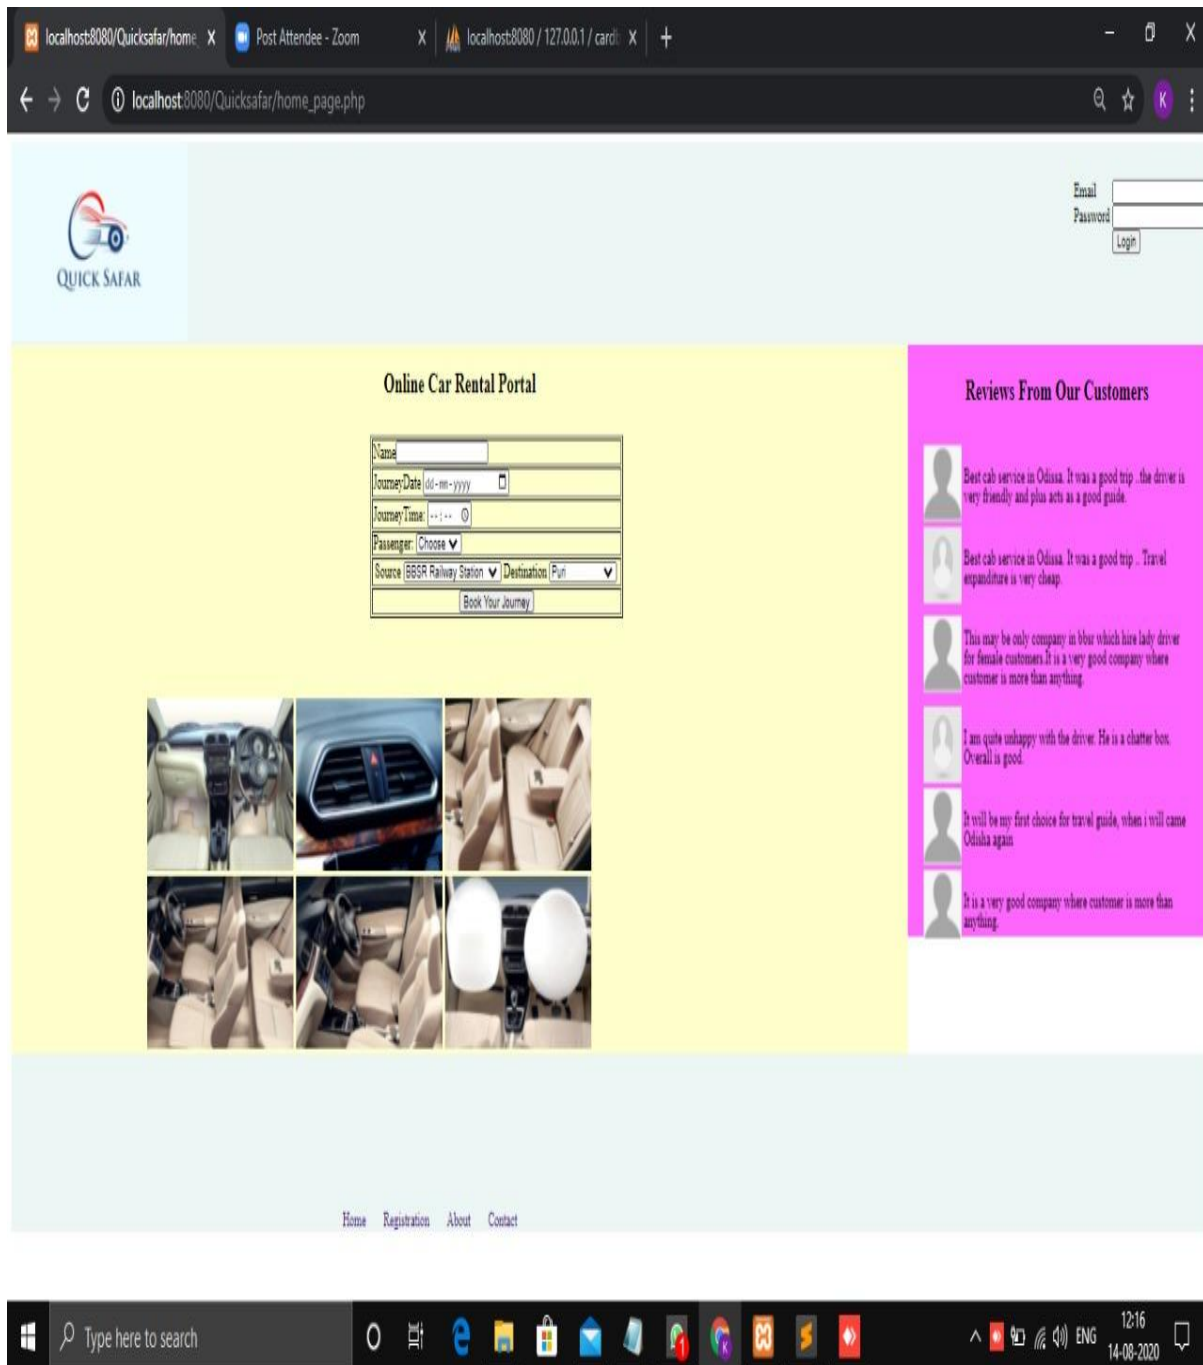 localhost:8080/Quicksafar/home_
Post Attendee - Zoom
localhost:8080 / 127.0.0.1 / cardb
localhost:8080/Quicksafar/home_page.php
K
Email
Password
Login
QUICK SAFAR
Online Car Rental Portal
Name
JourneyDate dd-mm-yyyy
JourneyTime: --:--
Passenger: Choose
Source BBSR Railway Station Destination Puri
Book Your Journey
Reviews From Our Customers
Best cab service in Odissa. It was a good trip ..the driver is
very friendly and plus acts as a good guide.
Best cab service in Odissa. It was a good trip .. Travel
expanditure is very cheap.
This may be only company in bbsr which hire lady driver
for female customers.It is a very good company where
customer is more than anything.
I am quite unhappy with the driver. He is a chatter box.
Overall is good.
It will be my first choice for travel guide, when i will came
Odisha again
It is a very good company where customer is more than
anything.
Home Registration About Contact
Type here to search
1
K
ENG
12:16
14-08-2020